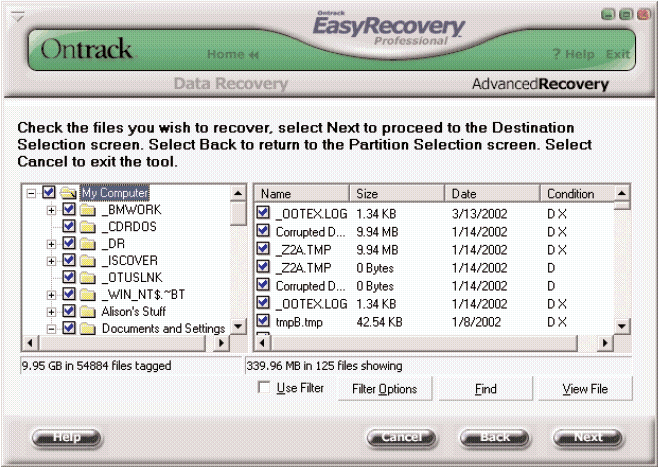 Ontrack
EasyRecovery
Professional
Ontrack
Home
? Help Exit
Data Recovery
AdvancedRecovery
Check the files you wish to recover, select Next to proceed to the Destination
Selection screen. Select Back to return to the Partition Selection screen. Select
Cancel to exit the tool.
My Computer
_BMWORK
_CDRDOS
_DR
_ISCOVER
_OTUSLNK
_WIN_NT$.~BT
Alison's Stuff
Documents and Settings
Name Size Date Condition
_OOTEX.LOG 1.34 KB 3/13/2002 D X
Corrupted D... 9.94 MB 1/14/2002 D X
_Z2A.TMP 9.94 MB 1/14/2002 D X
_Z2A.TMP 0 Bytes 1/14/2002 D
Corrupted D... 0 Bytes 1/14/2002 D
_OOTEX.LOG 1.34 KB 1/14/2002 D X
tmpB.tmp 42.54 KB 1/8/2002 D X
9.95 GB in 54884 files tagged
339.96 MB in 125 files showing
Use Filter Filter Options Find View File
Help Cancel Back Next